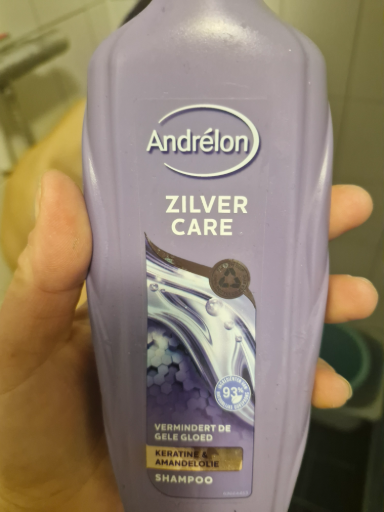 Andrélon
ZILVER
CARE
93%
VERMINDERT DE
GELE GLOED
KERATINE &
AMANDELOLIE
SHAMPOO